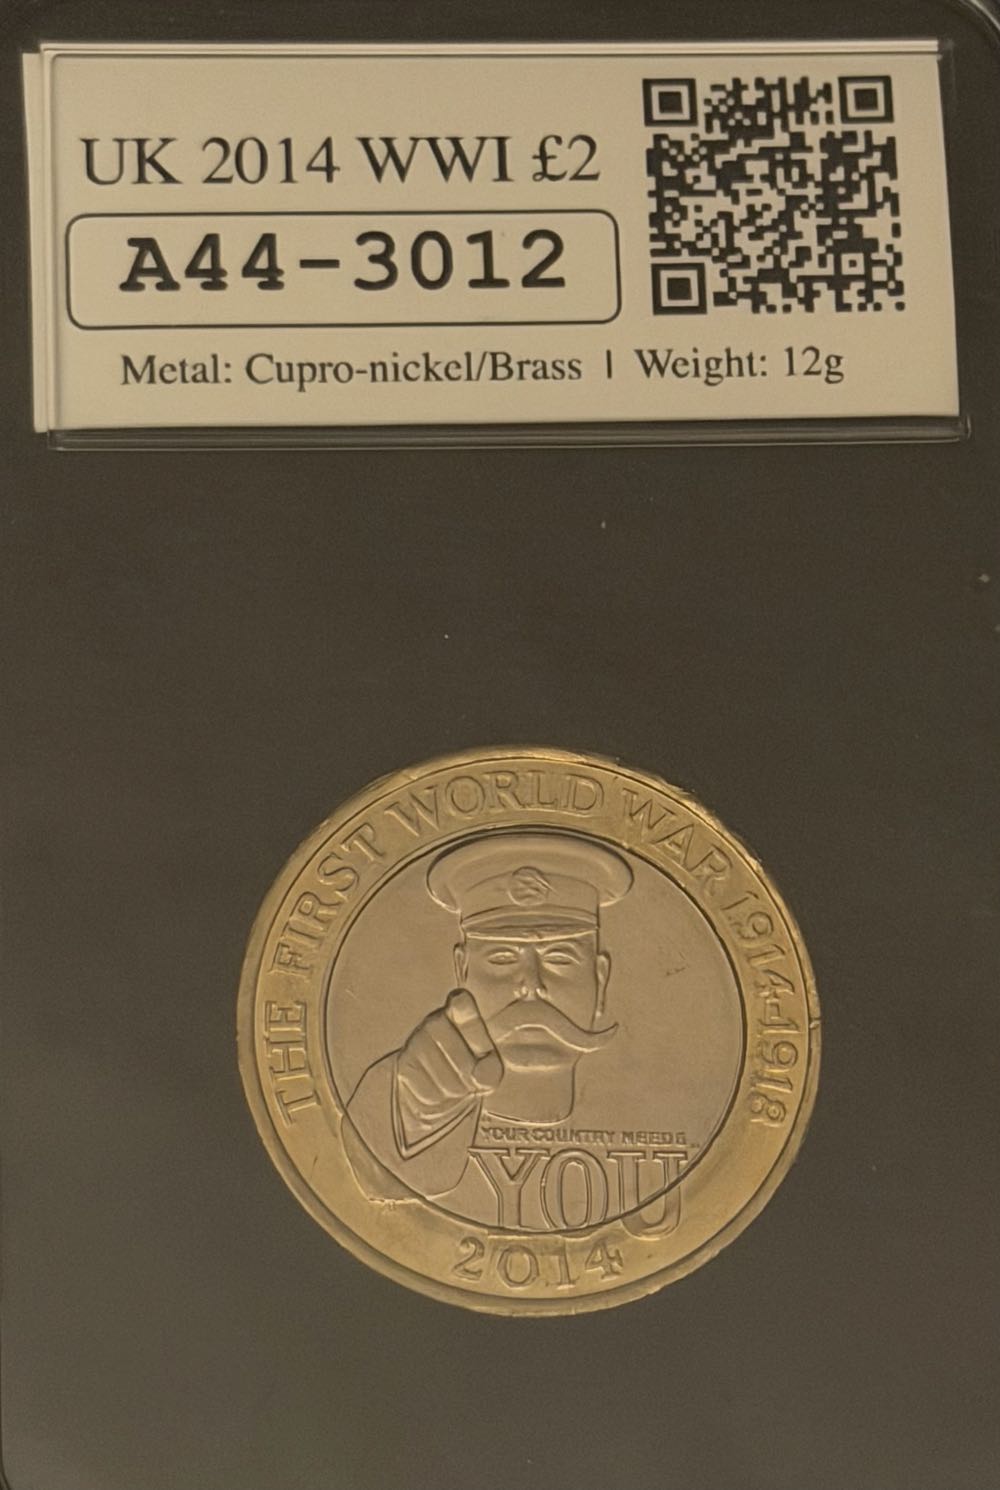 UK 2014 WWI £2
A44-3012
Metal: Cupro-nickel/Brass | Weight: 12g
THE FIRST WORLD WAR 1914-1918
"YOUR COUNTRY NEEDS
YOU"
2014